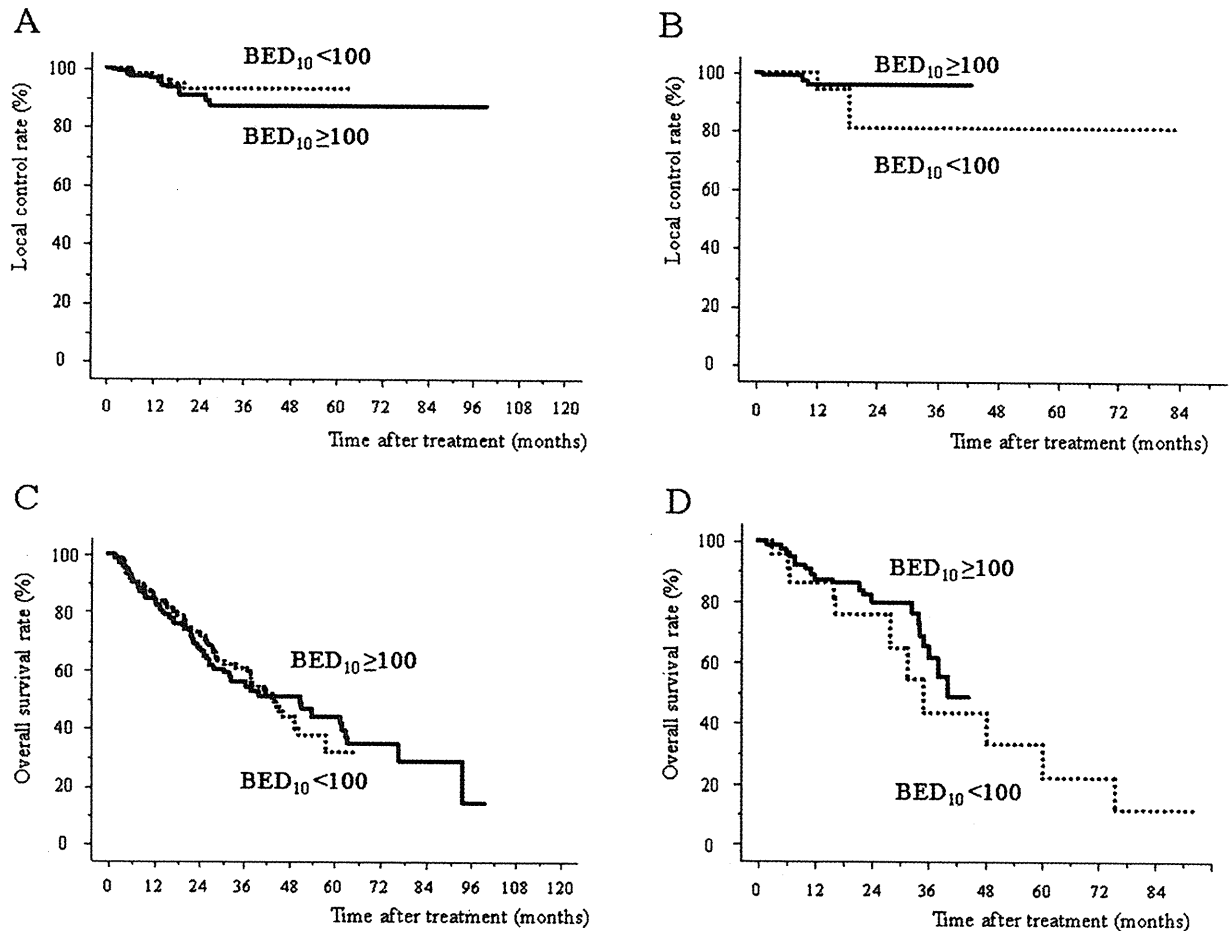 A
Local control rate (%)
100
80
60
40
20
0
BED₁₀<100
BED₁₀≥100
0 12 24 36 48 60 72 84 96 108 120
Time after treatment (months)
B
Local control rate (%)
100
80
60
40
20
0
BED₁₀≥100
BED₁₀<100
0 12 24 36 48 60 72 84
Time after treatment (months)
C
Overall survival rate (%)
100
80
60
40
20
0
BED₁₀≥100
BED₁₀<100
0 12 24 36 48 60 72 84 96 108 120
Time after treatment (months)
D
Overall survival rate (%)
100
80
60
40
20
0
BED₁₀≥100
BED₁₀<100
0 12 24 36 48 60 72 84
Time after treatment (months)